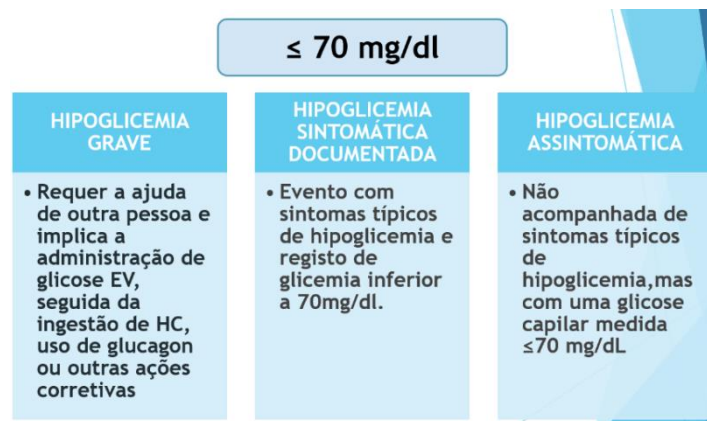 ≤ 70 mg/dl
HIPOGLICEMIA
GRAVE
• Requer a ajuda
de outra pessoa e
implica a
administração de
glicose EV,
seguida da
ingestão de HC,
uso de glucagon
ou outras ações
corretivas
HIPOGLICEMIA
SINTOMÁTICA
DOCUMENTADA
• Evento com
sintomas típicos
de hipoglicemia e
registo de
glicemia inferior
a 70mg/dl.
HIPOGLICEMIA
ASSINTOMÁTICA
• Não
acompanhada de
sintomas típicos
de
hipoglicemia,mas
com uma glicose
capilar medida
≤70 mg/dL